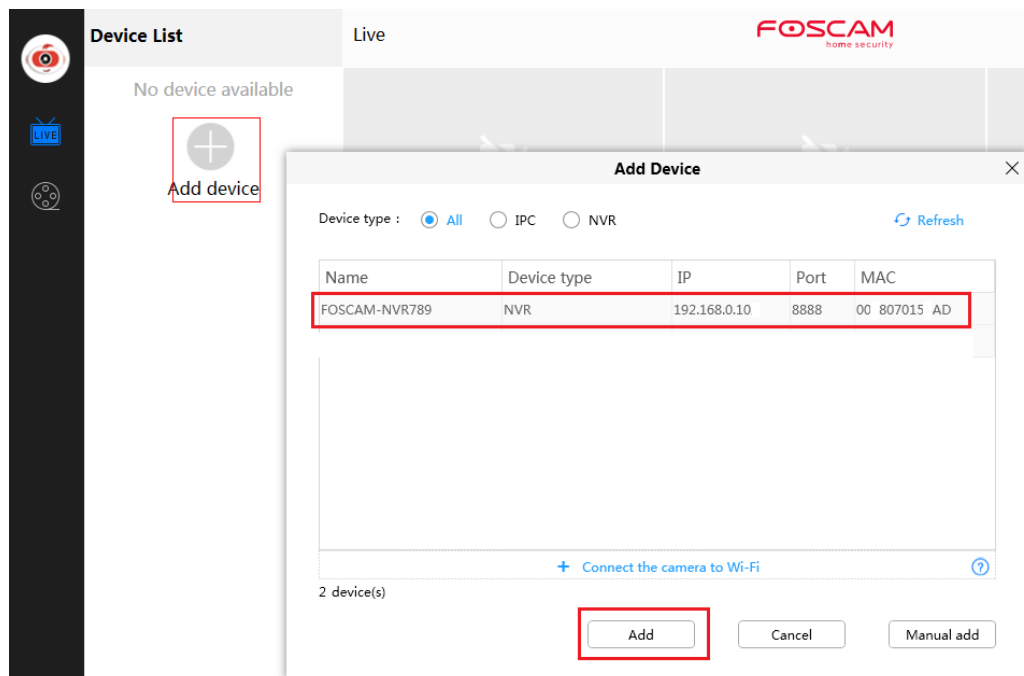 Device List
Live
FOSCAM
home security
No device available
LIVE
Add device
Add Device
Device type : All IPC NVR Refresh
Name Device type IP Port MAC
FOSCAM-NVR789 NVR 192.168.0.10 8888 00 807015 AD
+ Connect the camera to Wi-Fi ?
2 device(s)
Add Cancel Manual add